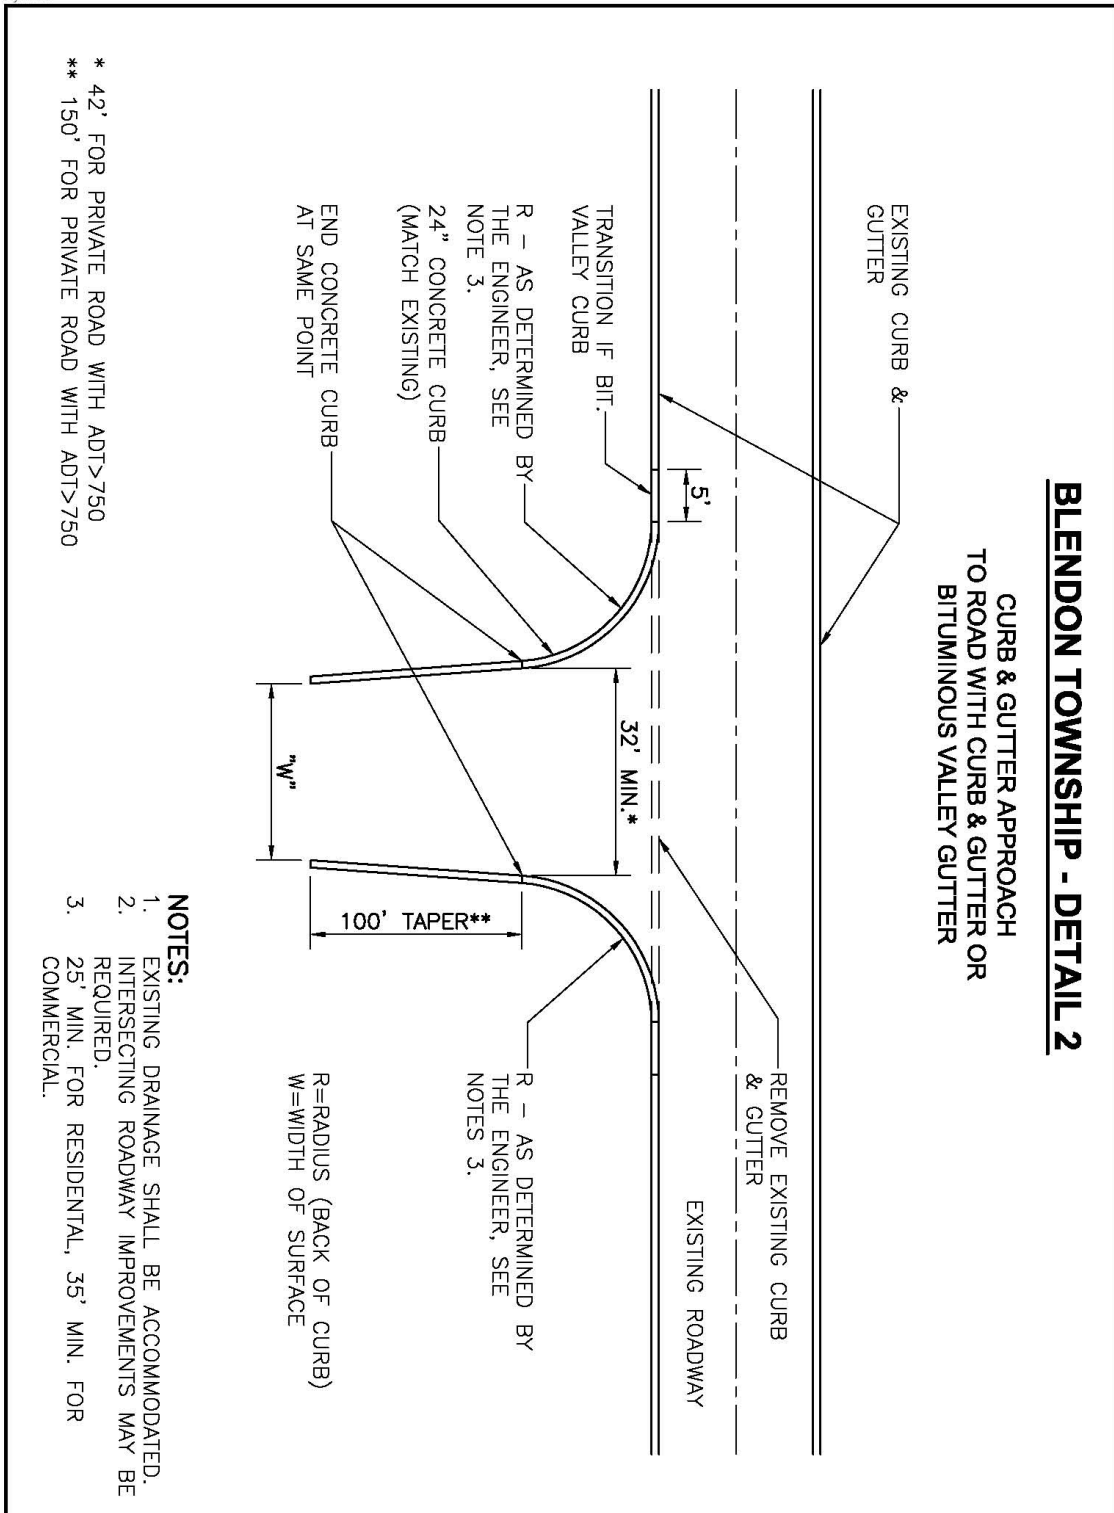 BLENDON TOWNSHIP - DETAIL 2
CURB & GUTTER APPROACH
TO ROAD WITH CURB & GUTTER OR
BITUMINOUS VALLEY GUTTER
EXISTING CURB &
GUTTER
TRANSITION IF BIT.
VALLEY CURB
R - AS DETERMINED BY
THE ENGINEER, SEE
NOTE 3.
24" CONCRETE CURB
(MATCH EXISTING)
END CONCRETE CURB
AT SAME POINT
5'
32' MIN.*
"W"
100' TAPER**
REMOVE EXISTING CURB
& GUTTER
EXISTING ROADWAY
R - AS DETERMINED BY
THE ENGINEER, SEE
NOTES 3.
R=RADIUS (BACK OF CURB)
W=WIDTH OF SURFACE
* 42' FOR PRIVATE ROAD WITH ADT>750
** 150' FOR PRIVATE ROAD WITH ADT>750
NOTES:
1. EXISTING DRAINAGE SHALL BE ACCOMMODATED.
2. INTERSECTING ROADWAY IMPROVEMENTS MAY BE
REQUIRED.
3. 25' MIN. FOR RESIDENTAL, 35' MIN. FOR
COMMERCIAL.